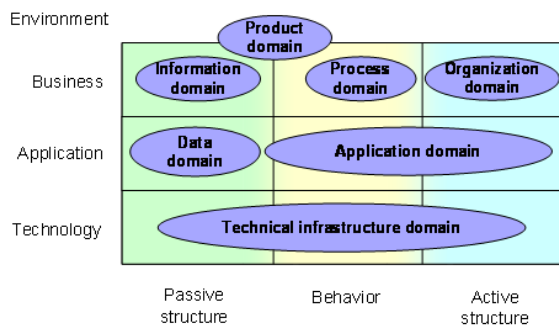 Environment
Product
domain
Business
Information
domain
Process
domain
Organization
domain
Application
Data
domain
Application domain
Technology
Technical infrastructure domain
Passive
structure
Behavior
Active
structure